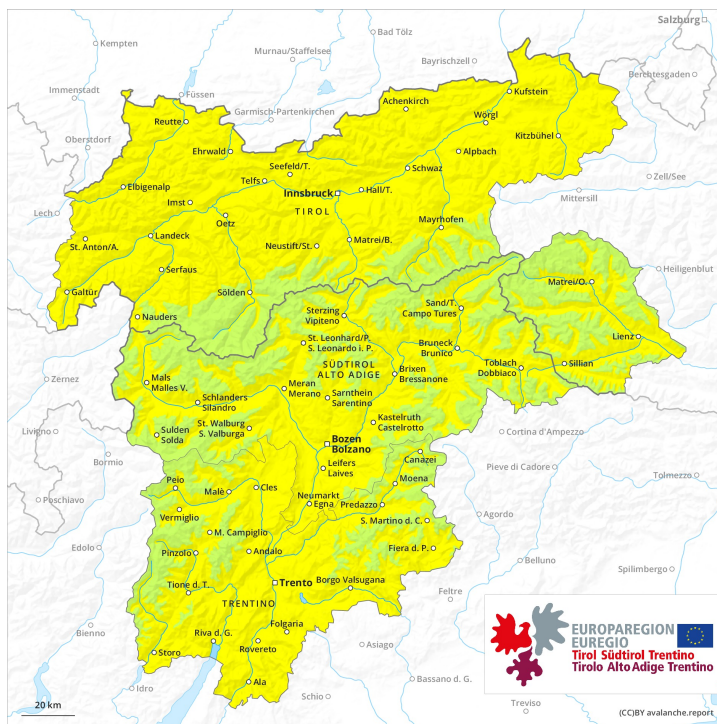 Salzburg
Kempten
Bad Tölz
Murnau/Staffelsee
Bayrischzell
Berchtesgaden
Immenstadt
Füssen
Kufstein
Achenkirch
Garmisch-Partenkirchen
Wörgl
Reutte
Oberstdorf
Kitzbühel
Ehrwald
Alpbach
Seefeld/T.
Schwaz
Zell/See
Telfs
Elbigenalp
Innsbruck
Hall/T.
Mittersill
Imst
TIROL
Lech
Oetz
Mayrhofen
St. Anton/A.
Landeck
Neustift/St.
Matrei/B.
Serfaus
Heiligenblut
Matrei/O.
Galtür
Sölden
Nauders
Sterzing
Vipiteno
Sand/T.
Campo Tures
St. Leonhard/P.
S. Leonardo i. P.
Lienz
Bruneck
Brunico
SÜDTIROL
ALTO ADIGE
Toblach
Dobbiaco
Sillian
Brixen
Bressanone
Zernez
Mals
Malles V.
Meran
Merano
Schlanders
Silandro
Sarnthein
Sarentino
St. Walburg
S. Valburga
Kastelruth
Castelrotto
Livigno
Sulden
Solda
Cortina d'Ampezzo
Bozen
Bolzano
Bormio
Canazei
Leifers
Laives
Pieve di Cadore
Tolmezzo
Peio
Malè
Cles
Moena
Poschiavo
Neumarkt
Egna
Predazzo
Vermiglio
Agordo
S. Martino d. C.
M. Campiglio
Edolo
Pinzolo
Andalo
Fiera d. P.
Belluno
Spilimbergo
Trento
Tione d. T.
Borgo Valsugana
Feltre
TRENTINO
Folgaria
Bienno
Riva d. G.
Rovereto
Asiago
Storo
Ala
Idro
Schio
Bassano d. G.
Treviso
EUROPAREGION
EUREGIO
Tirol Südtirol Trentino
Tirolo Alto Adige Trentino
20 km
(CC)BY avalanche.report